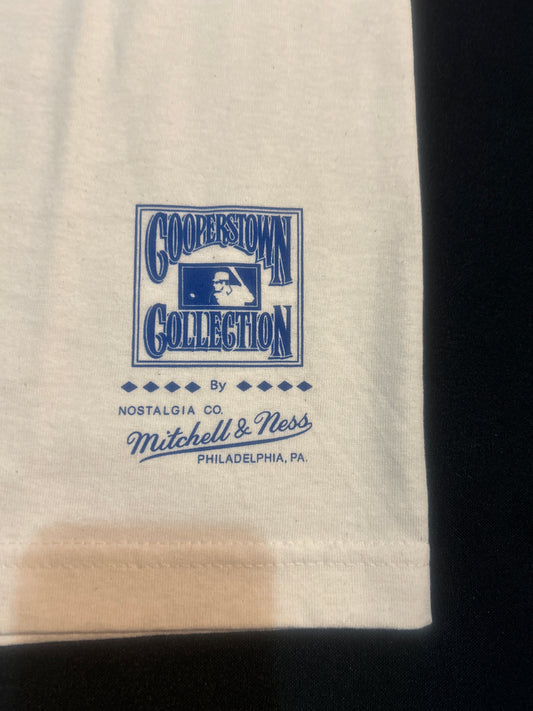 COOPERSTOWN
COLLECTION
By
NOSTALGIA CO.
Mitchell & Ness
PHILADELPHIA, PA.